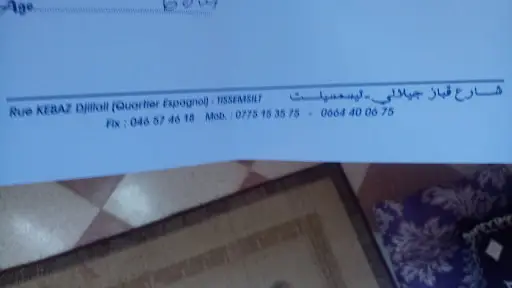 Age
Rue KEBAZ Djillali (Quartier Espagnol) - TISSEMSILT شارع قباز جيلالي - تيسمسيلت
Fix : 046 57 46 18 Mob. : 0775 15 35 75 - 0664 40 06 75